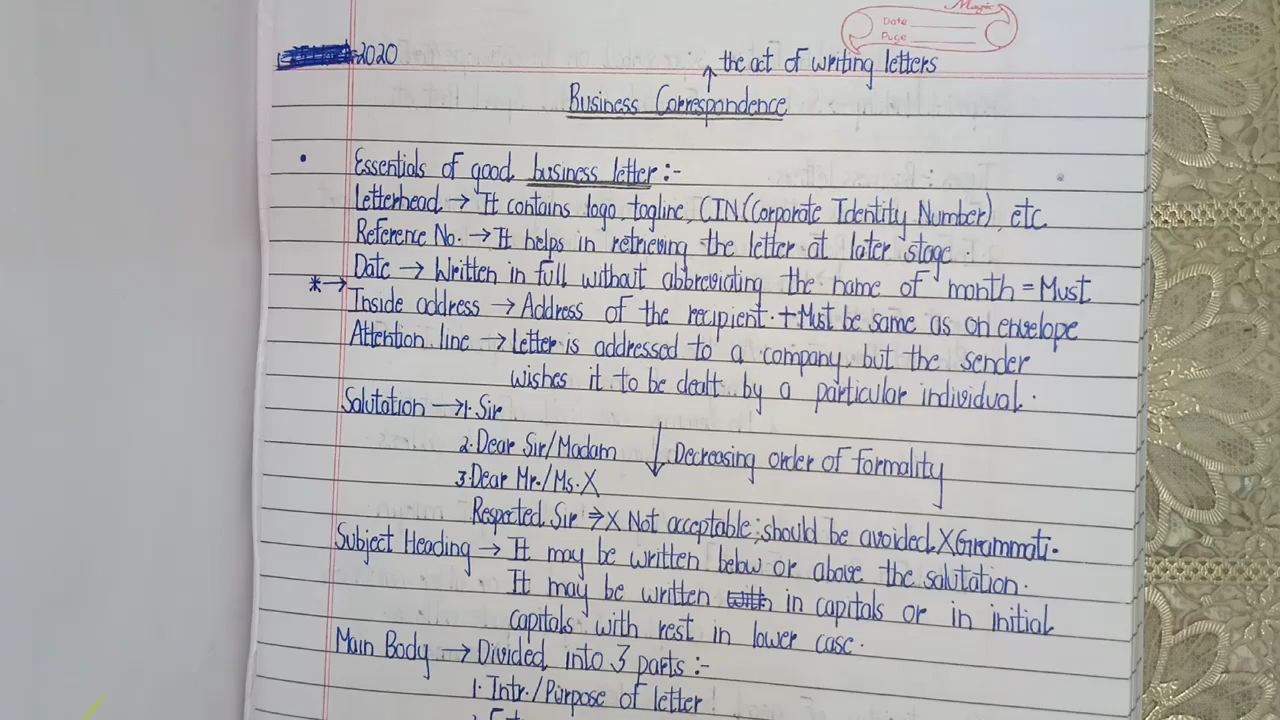 Magic
Date
Page
2020
the act of writing letters
Business Correspondence
• Essentials of good business letter :-
Letterhead → It contains logo, tagline, CIN (Corporate Identity Number), etc.
Reference No. → It helps in retrieving the letter at later stage.
Date → Written in full without abbreviating the name of month = Must
* →
Inside address → Address of the recipient. + Must be same as on envelope
Attention line → Letter is addressed to a company, but the sender
wishes it to be dealt by a particular individual.
Salutation → 1. Sir
2. Dear Sir/Madam ↓ Decreasing order of formality
3. Dear Mr./Ms. X
Respected Sir ⇒ X Not acceptable; should be avoided. X Grammati.
Subject Heading → It may be written below or above the salutation.
It may be written in capitals or in initial
capitals with rest in lower case.
Main Body → Divided into 3 parts :-
1. Intr./Purpose of letter